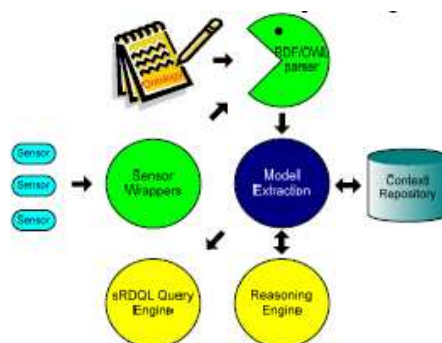 Ontology
RDF/OWL
parser
Sensor
Sensor
Sensor
Sensor
Wrappers
Modell
Extraction
Context
Repository
sRDQL Query
Engine
Reasoning
Engine